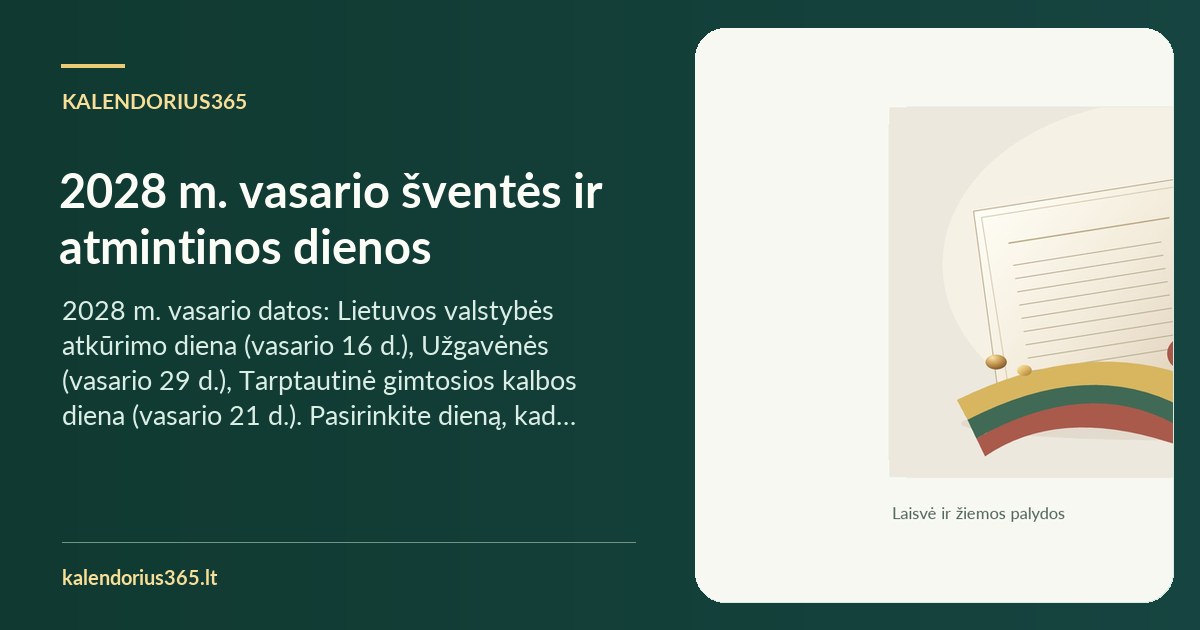 KALENDORIUS365
2028 m. vasario šventės ir
atmintinos dienos
2028 m. vasario datos: Lietuvos valstybės
atkūrimo diena (vasario 16 d.), Užgavėnės
(vasario 29 d.), Tarptautinė gimtosios kalbos
diena (vasario 21 d.). Pasirinkite dieną, kad...
kalendorius365.lt
Laisvė ir žiemos palydos